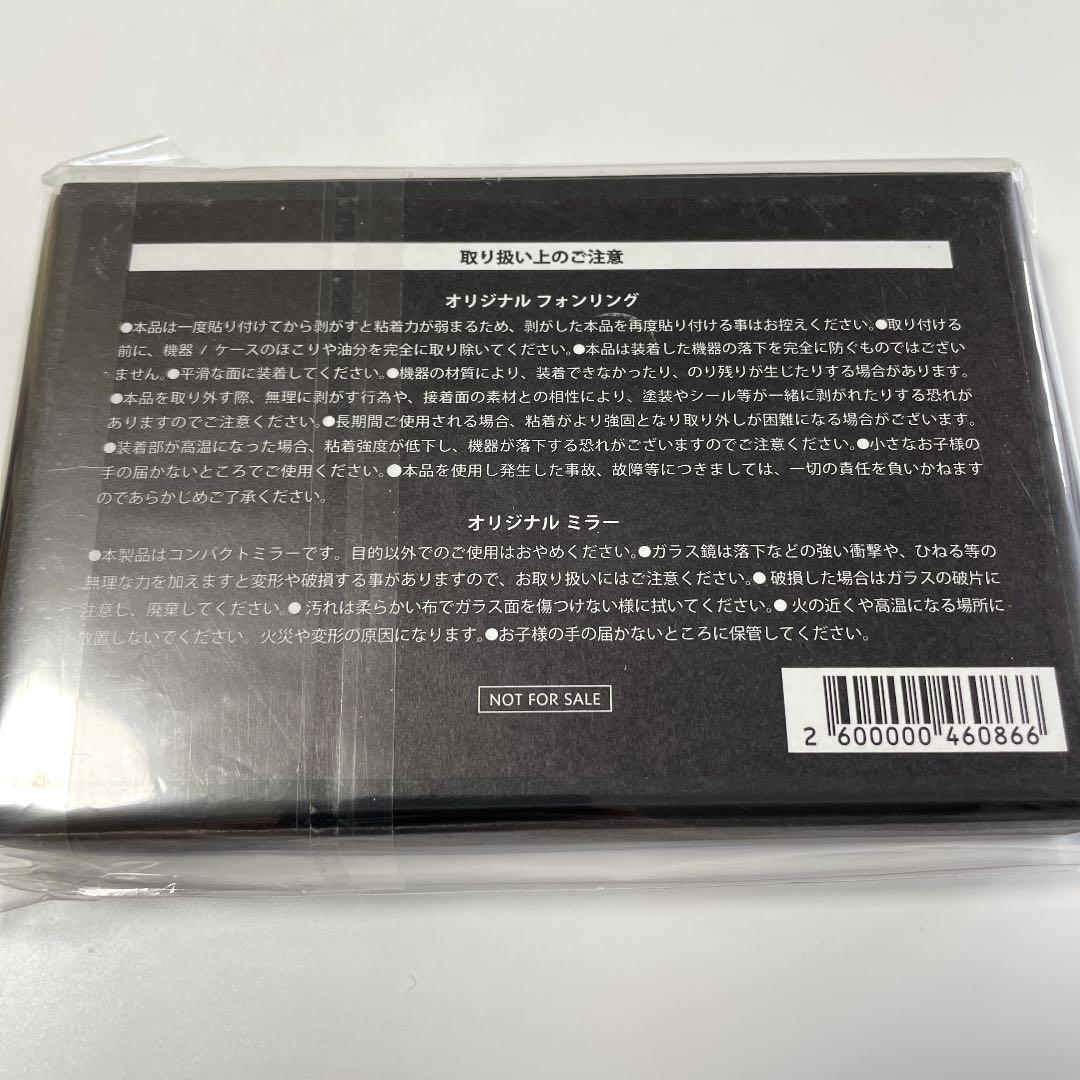 取り扱い上のご注意
オリジナル フォンリング
●本品は一度貼り付けてから剥がすと粘着力が弱まるため、剥がした本品を再度貼り付ける事はお控えください。●取り付ける
前に、機器 / ケースのほこりや油分を完全に取り除いてください。●本品は装着した機器の落下を完全に防ぐものではござい
ません。●平滑な面に装着してください。●機器の材質により、装着できなかったり、のり残りが生じたりする場合があります。
●本品を取り外す際、無理に剥がす行為や、接着面の素材との相性により、塗装やシール等が一緒に剥がれたりする恐れが
ありますのでご注意ください。●長期間ご使用される場合、粘着がより強固となり取り外しが困難になる場合がございます。
●装着部が高温になった場合、粘着強度が低下し、機器が落下する恐れがございますのでご注意ください。●小さなお子様の
手の届かないところでご使用ください。●本品を使用し発生した事故、故障等につきましては、一切の責任を負いかねます
のであらかじめご了承ください。
オリジナル ミラー
●本製品はコンパクトミラーです。目的以外でのご使用はおやめください。●ガラス鏡は落下などの強い衝撃や、ひねる等の
無理な力を加えますと変形や破損する事がありますので、お取り扱いにはご注意ください。● 破損した場合はガラスの破片に
注意し、廃棄してください。● 汚れは柔らかい布でガラス面を傷つけない様に拭いてください。● 火の近くや高温になる場所に
放置しないでください。火災や変形の原因になります。●お子様の手の届かないところに保管してください。
NOT FOR SALE
2 600000 460866